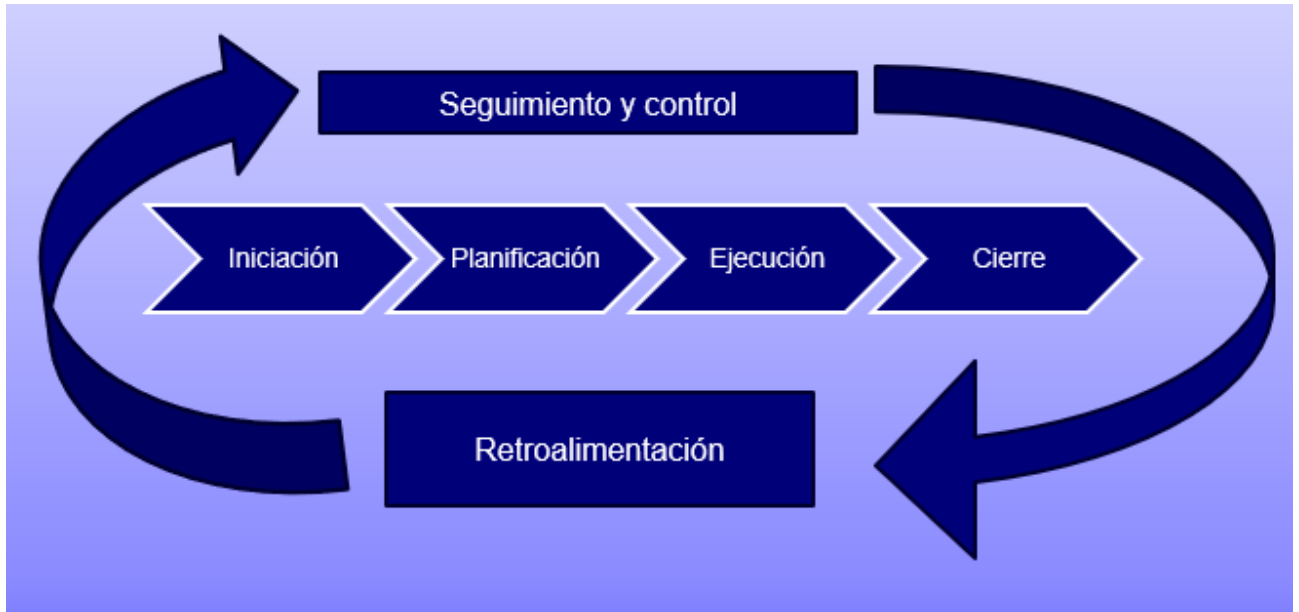 Seguimiento y control
Iniciación
Planificación
Ejecución
Cierre
Retroalimentación